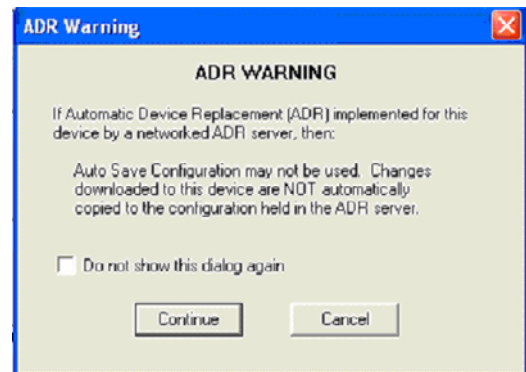 ADR Warning
ADR WARNING
If Automatic Device Replacement (ADR) implemented for this
device by a networked ADR server, then:
Auto Save Configuration may not be used. Changes
downloaded to this device are NOT automatically
copied to the configuration held in the ADR server.
Do not show this dialog again
Continue
Cancel